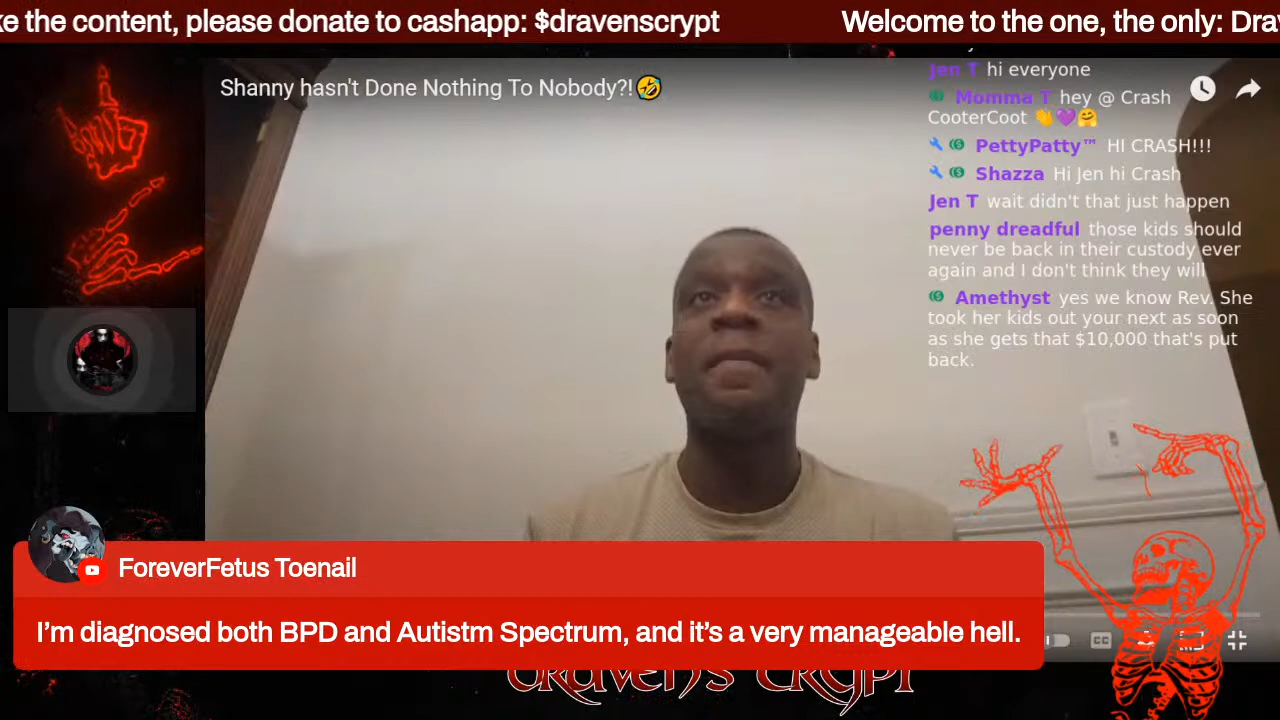 ke the content, please donate to cashapp: $dravenscrypt
Welcome to the one, the only: Dra
Shanny hasn't Done Nothing To Nobody?!🤣
Jen T hi everyone
Momma T hey @ Crash
CooterCoot 👋💜🤗
PettyPatty™ HI CRASH!!!
Shazza Hi Jen hi Crash
Jen T wait didn't that just happen
penny dreadful those kids should
never be back in their custody ever
again and I don't think they will
Amethyst yes we know Rev. She
took her kids out your next as soon
as she gets that $10,000 that's put
back.
ForeverFetus Toenail
I'm diagnosed both BPD and Autistm Spectrum, and it's a very manageable hell.
CC
Draven's Crypt